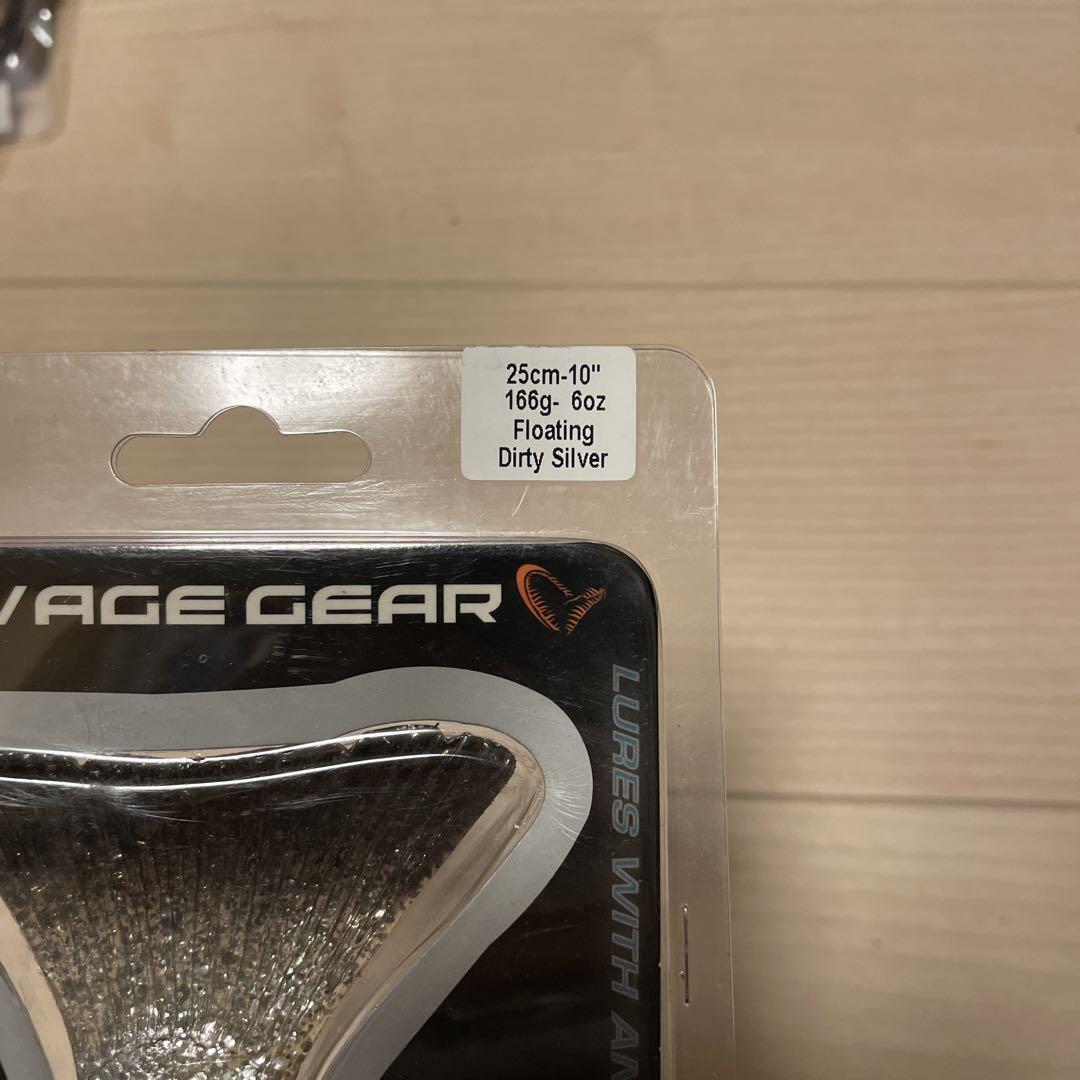 25cm-10"
166g- 6oz
Floating
Dirty Silver
VAGE GEAR
LURES WITH AN